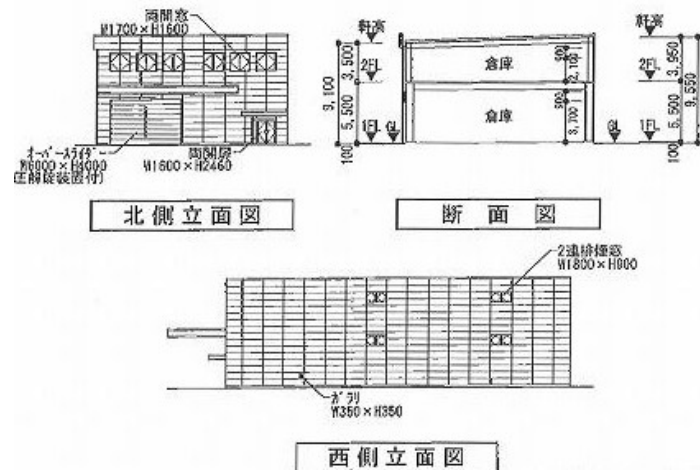 両開窓
W1700×H1600
オーバースライダー
W6000×H4000
両開扉
W1600×H2460
北側立面図
軒高
2FL
1FL
GL
9,100
3,500
5,500
100
倉庫
倉庫
500
2,100
500
3,700
軒高
2FL
1FL
GL
3,950
5,500
9,550
100
断面図
2連排煙窓
ガラリ
W350×H350
西側立面図